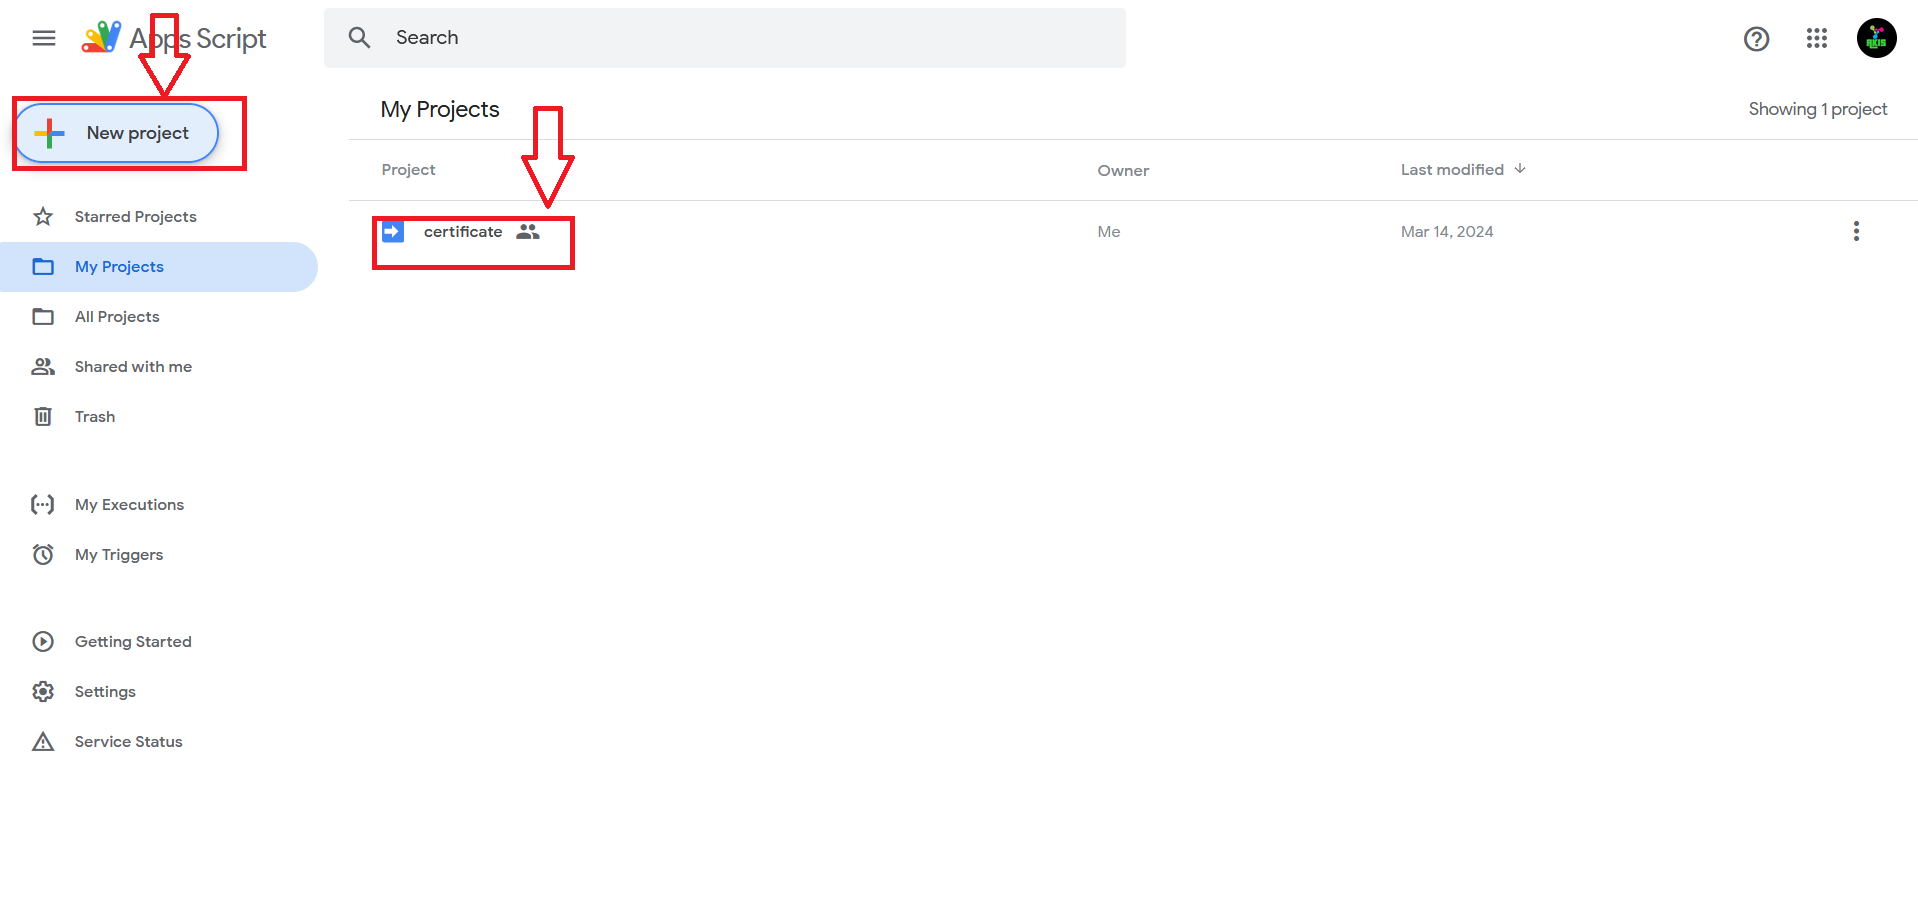 Apps Script
Search
AKIS
New project
My Projects
Showing 1 project
Project
Owner
Last modified
certificate
Me
Mar 14, 2024
Starred Projects
My Projects
All Projects
Shared with me
Trash
My Executions
My Triggers
Getting Started
Settings
Service Status